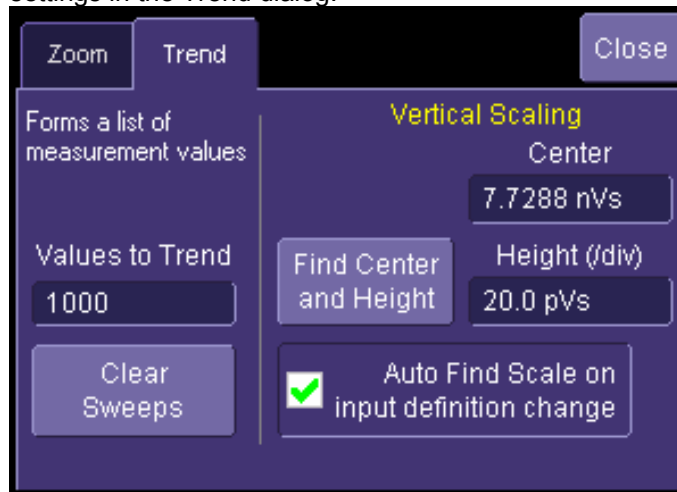 settings in the Trend dialog.
Zoom
Trend
Close
Forms a list of
measurement values
Vertical Scaling
Center
7.7288 nVs
Values to Trend
1000
Find Center
and Height
Height (/div)
20.0 pVs
Clear
Sweeps
Auto Find Scale on
input definition change